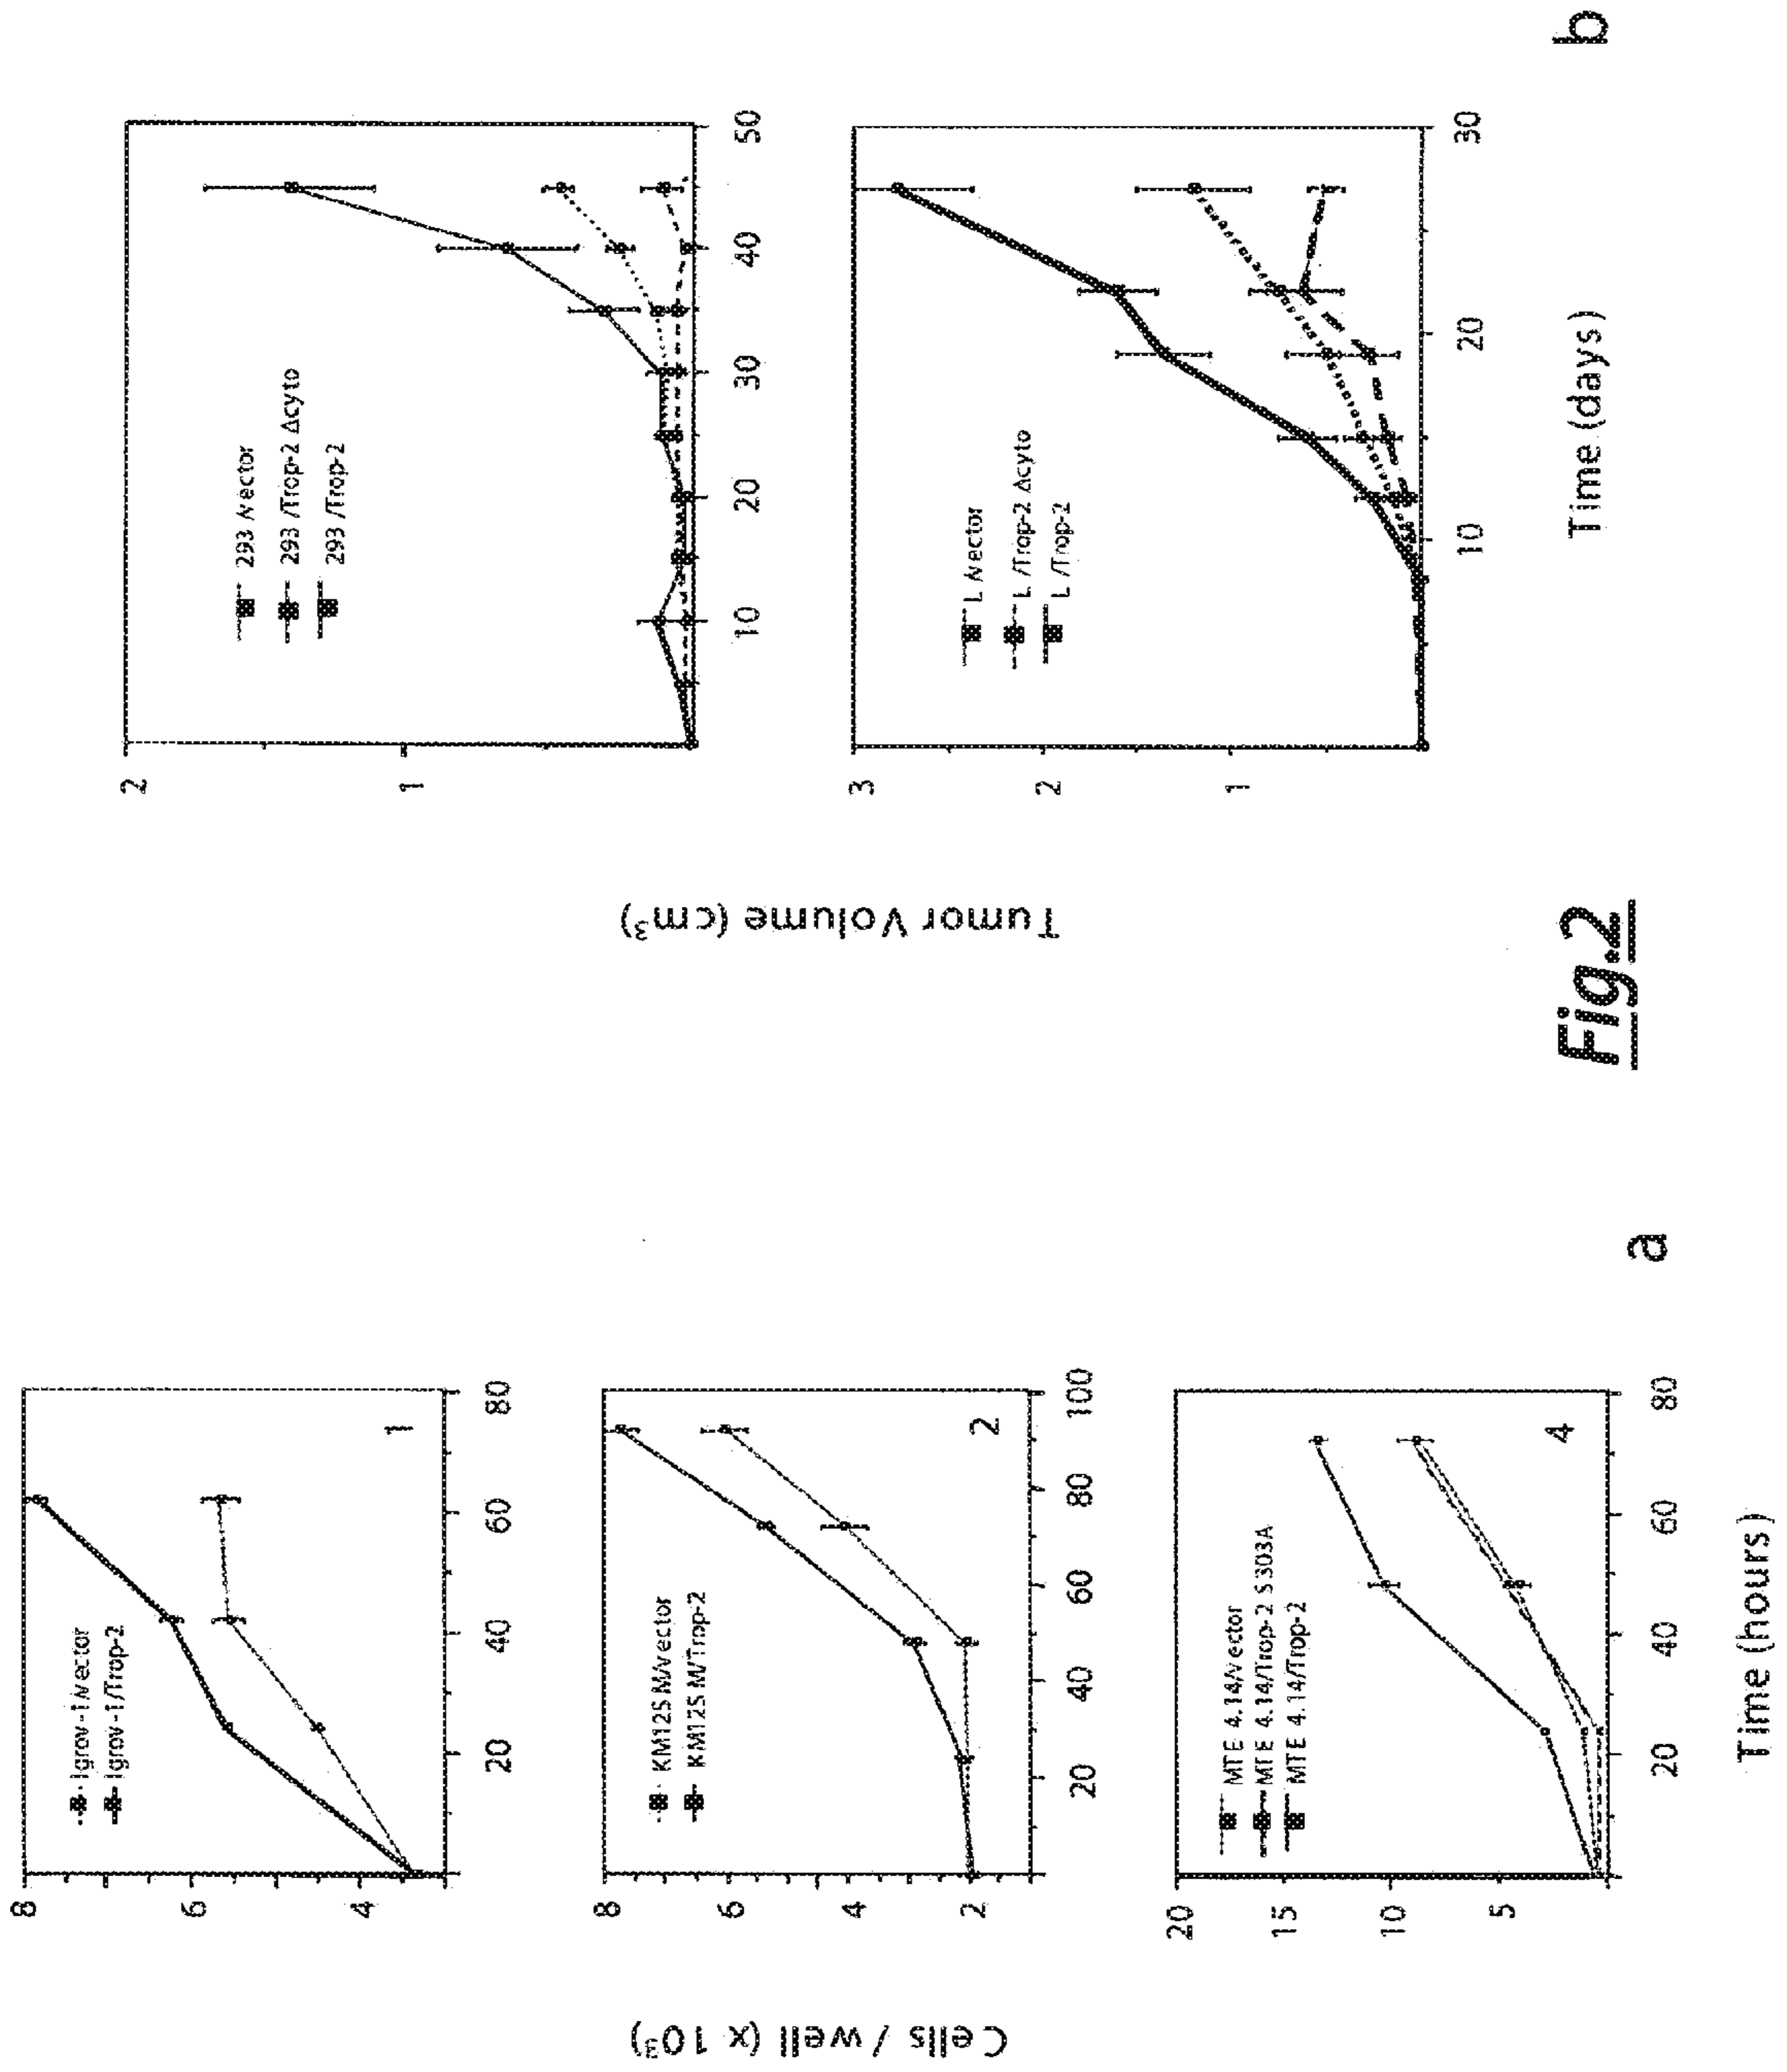 Cells / well (x 10³)
8
6
4
Igrov-1/Vector
Igrov-1/Trop-2
1
20
40
60
80
8
6
4
2
KM12SM/Vector
KM12SM/Trop-2
2
20
40
60
80
100
20
15
10
5
MTE 4.14/Vector
MTE 4.14/Trop-2 S303A
MTE 4.14/Trop-2
4
20
40
60
80
Time (hours)
a
Tumor Volume (cm³)
2
1
293 /Vector
293 /Trop-2 Δcyto
293 /Trop-2
10
20
30
40
50
3
2
1
L /Vector
L /Trop-2 Δcyto
L /Trop-2
10
20
30
Time (days)
b
Fig.2